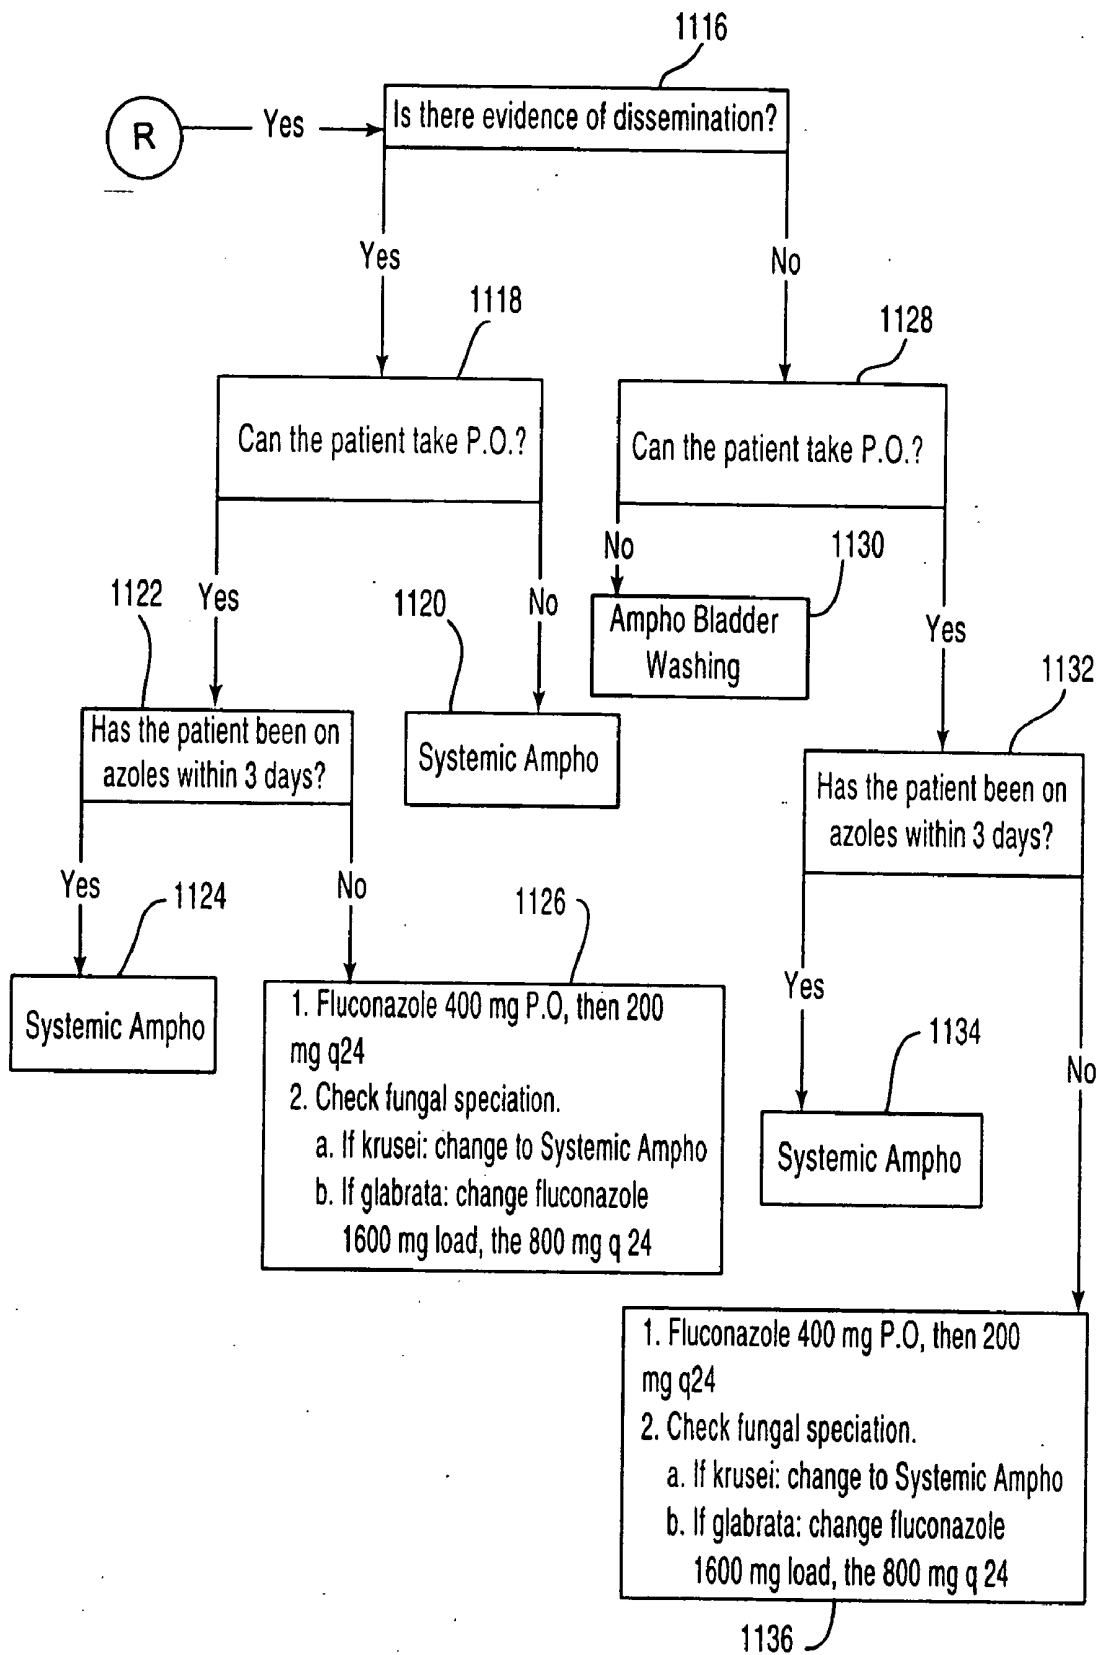 1116
Is there evidence of dissemination?
R
Yes
Yes
No
1118
1128
Can the patient take P.O.?
Can the patient take P.O.?
No
1130
1122
Yes
1120
No
Ampho Bladder
Washing
Yes
1132
Has the patient been on
azoles within 3 days?
Systemic Ampho
Has the patient been on
azoles within 3 days?
Yes
1124
No
1126
Systemic Ampho
1. Fluconazole 400 mg P.O, then 200
mg q24
2. Check fungal speciation.
a. If krusei: change to Systemic Ampho
b. If glabrata: change fluconazole
1600 mg load, the 800 mg q 24
Yes
1134
No
Systemic Ampho
1. Fluconazole 400 mg P.O, then 200
mg q24
2. Check fungal speciation.
a. If krusei: change to Systemic Ampho
b. If glabrata: change fluconazole
1600 mg load, the 800 mg q 24
1136